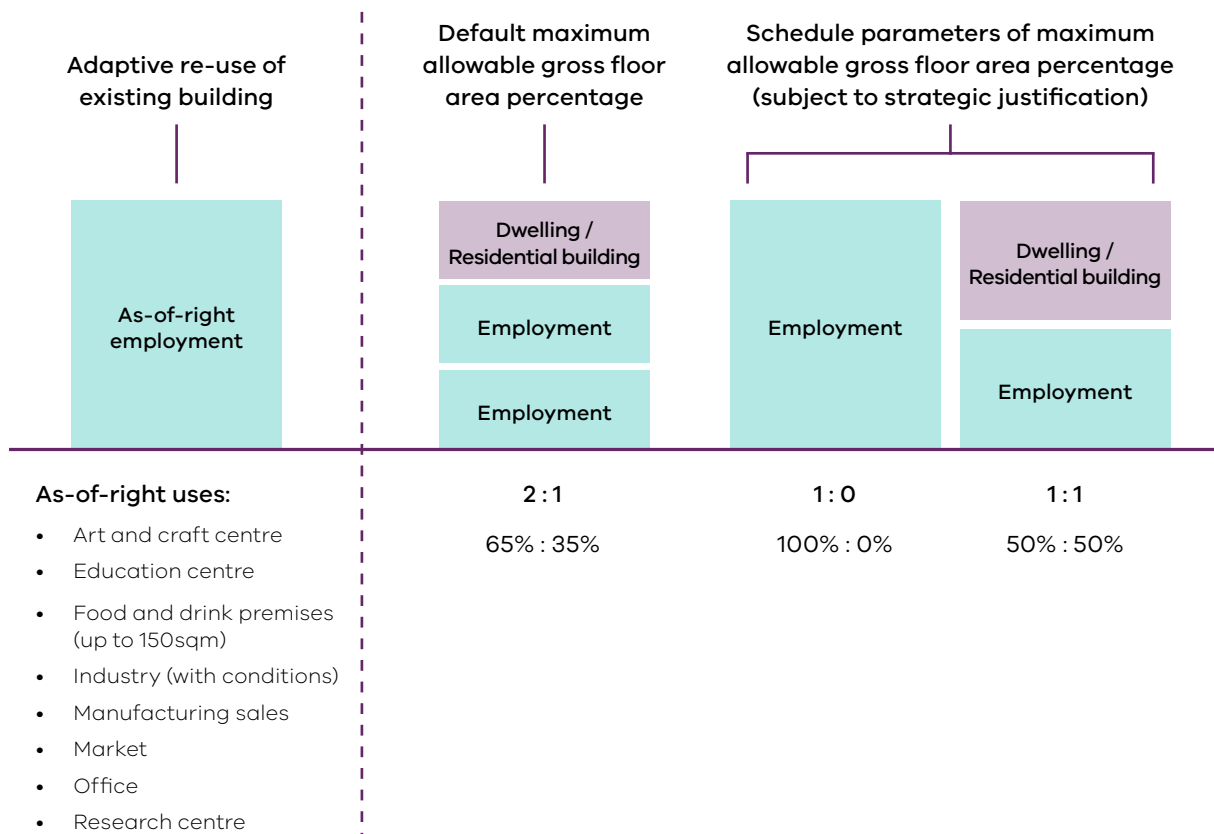 Adaptive re-use of
existing building
Default maximum
allowable gross floor
area percentage
Schedule parameters of maximum
allowable gross floor area percentage
(subject to strategic justification)
As-of-right
employment
Dwelling /
Residential building
Employment
Employment
Employment
Dwelling /
Residential building
Employment
As-of-right uses:
• Art and craft centre
• Education centre
• Food and drink premises
(up to 150sqm)
• Industry (with conditions)
• Manufacturing sales
• Market
• Office
• Research centre
2 : 1
65% : 35%
1 : 0
100% : 0%
1 : 1
50% : 50%